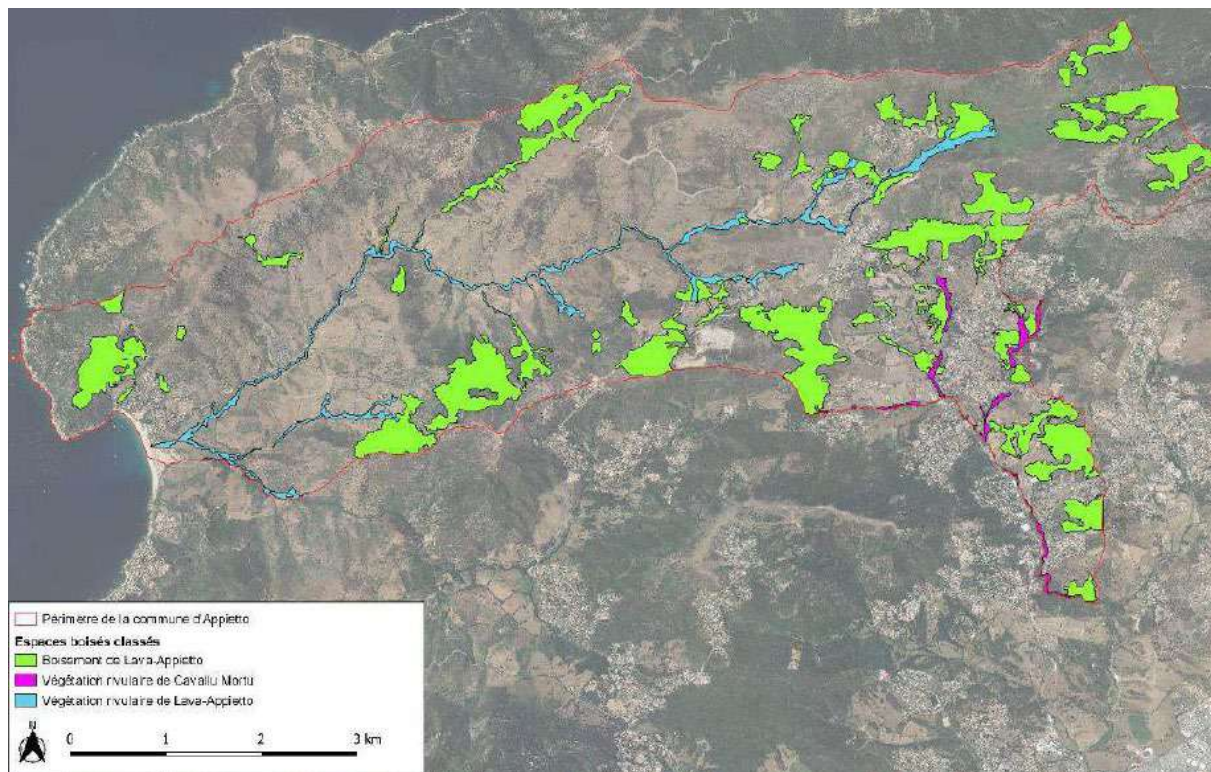 Périmètre de la commune d'Appietto
Espaces boisés classés
Boisement de Lava-Appietto
Végétation rivulaire de Cavallu Mortu
Végétation rivulaire de Lava-Appietto
N
0 1 2 3 km